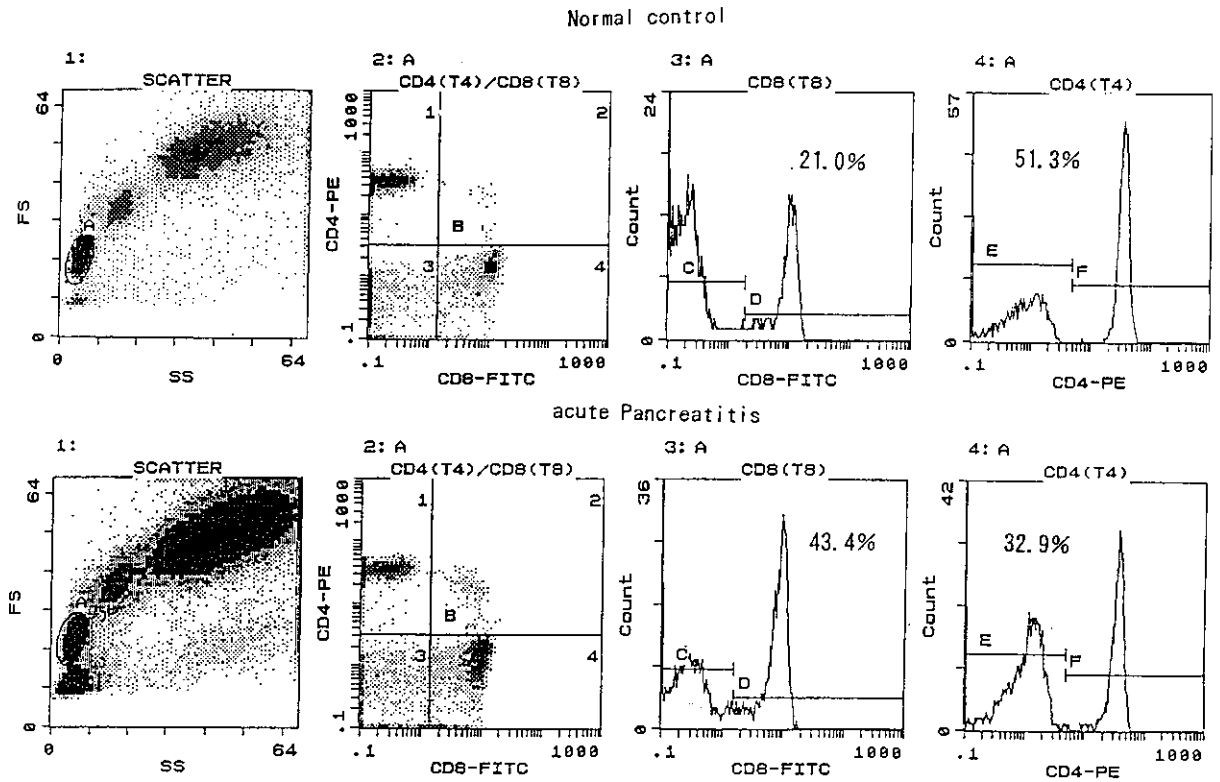 Normal control
1:
SCATTER
64
FS
0
0
64
SS
A
2: A
CD4(T4)/CD8(T8)
1000
CD4-PE
.1
1
2
B
3
4
.1
1000
CD8-FITC
3: A
CD8(T8)
24
Count
0
21.0%
C
D
.1
1000
CD8-FITC
4: A
CD4(T4)
57
Count
0
51.3%
E
F
.1
1000
CD4-PE
acute Pancreatitis
1:
SCATTER
64
FS
0
0
64
SS
A
2: A
CD4(T4)/CD8(T8)
1000
CD4-PE
.1
1
2
B
3
4
.1
1000
CD8-FITC
3: A
CD8(T8)
36
Count
0
43.4%
C
D
.1
1000
CD8-FITC
4: A
CD4(T4)
42
Count
0
32.9%
E
F
.1
1000
CD4-PE